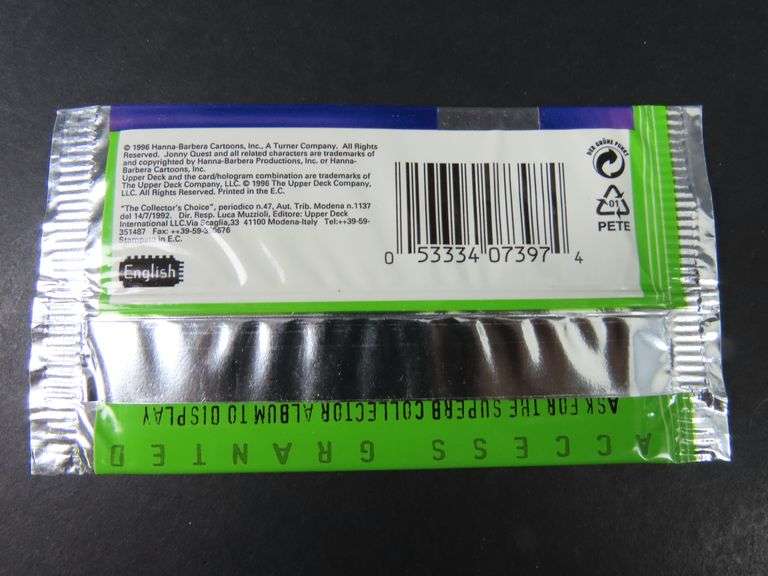 © 1996 Hanna-Barbera Cartoons, Inc., A Turner Company. All Rights
Reserved. Jonny Quest and all related characters are trademarks of
and copyrighted by Hanna-Barbera Productions, Inc. or Hanna-
Barbera Cartoons, Inc.
Upper Deck and the card/hologram combination are trademarks of
The Upper Deck Company, LLC. © 1996 The Upper Deck Company,
LLC. All Rights Reserved. Printed in the E.C.
"The Collector's Choice", periodico n.47, Aut. Trib. Modena n.1137
del 14/7/1992. Dir. Resp. Luca Muzzioli, Editore: Upper Deck
International LLC.Via Scaglia,33 41100 Modena-Italy Tel:++39-59-
351487 Fax: ++39-59-
Stampato in E.C.
English
0 53334 07397 4
DER GRÜNE PUNKT
01
PETE
ASK FOR THE SUPERB COLLECTOR ALBUM TO DISPLAY
ACCESS GRANTED